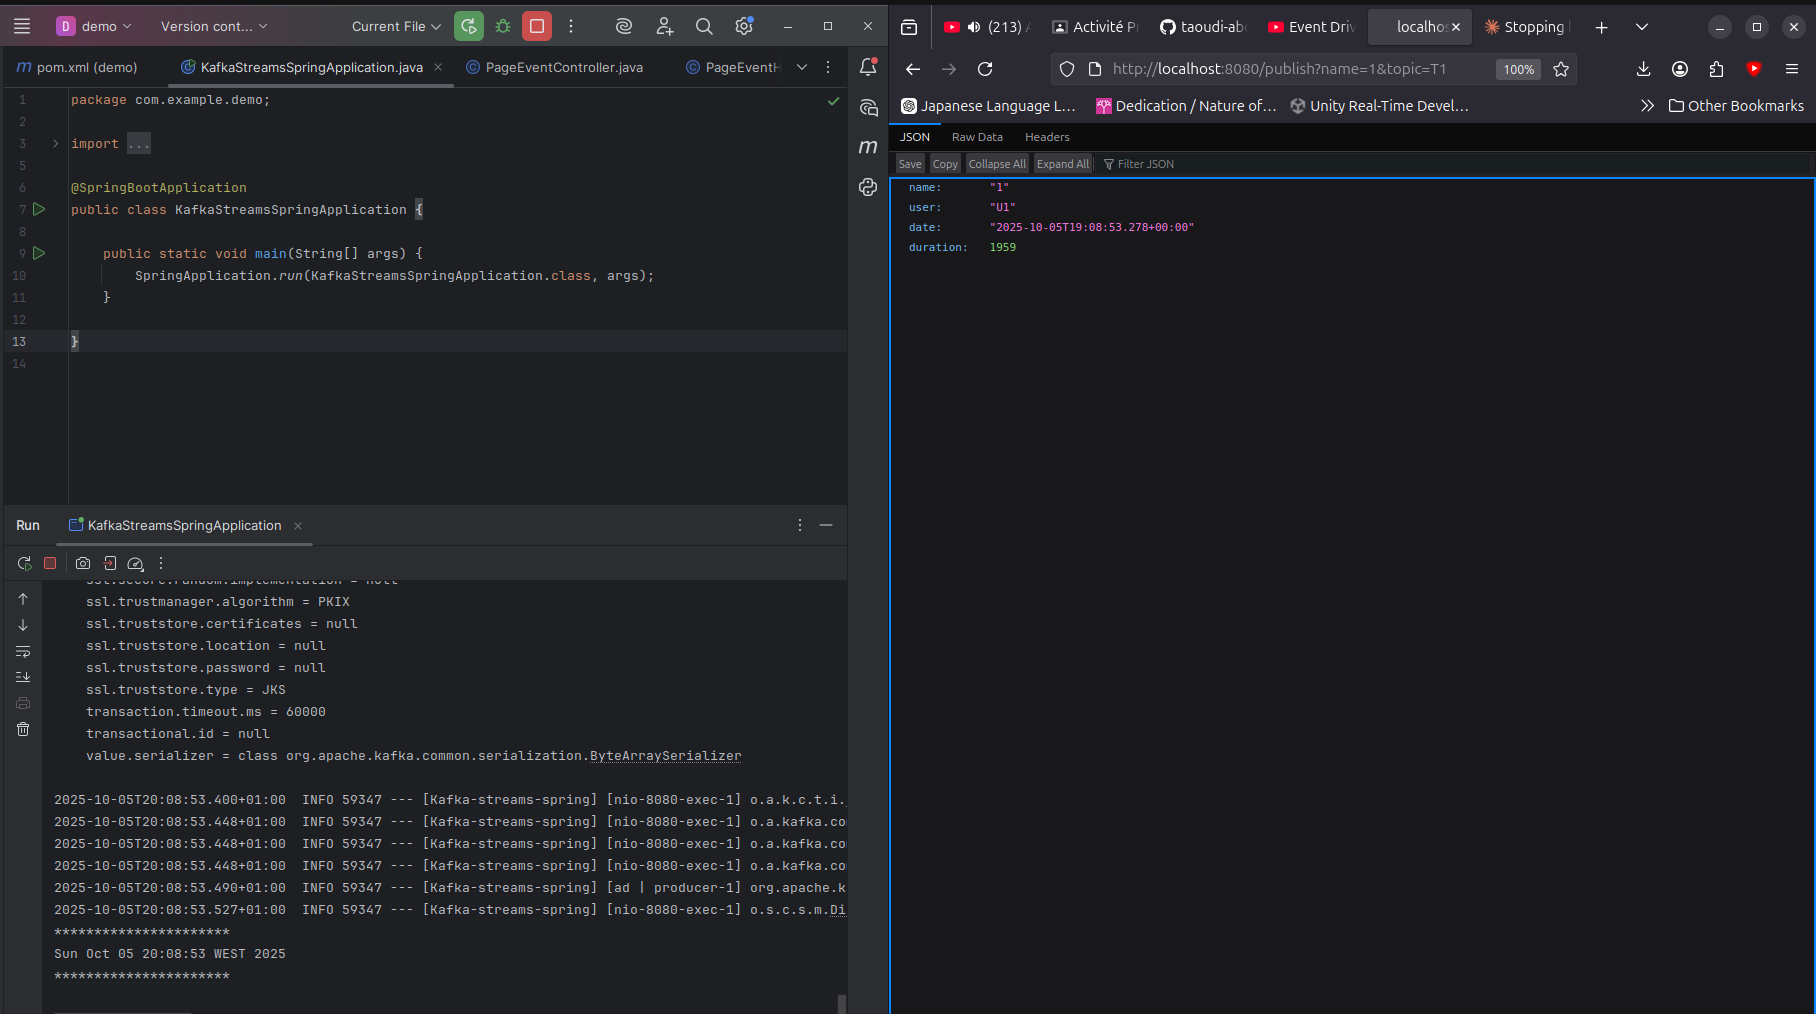 D demo
Version cont...
Current File
pom.xml (demo)
KafkaStreamsSpringApplication.java
PageEventController.java
PageEventH
1 package com.example.demo;
2
3 import ...
5
6 @SpringBootApplication
7 public class KafkaStreamsSpringApplication {
8
9 public static void main(String[] args) {
10 SpringApplication.run(KafkaStreamsSpringApplication.class, args);
11 }
12
13 }
14
Run
KafkaStreamsSpringApplication
ssl.secure.random.implementation = null
ssl.trustmanager.algorithm = PKIX
ssl.truststore.certificates = null
ssl.truststore.location = null
ssl.truststore.password = null
ssl.truststore.type = JKS
transaction.timeout.ms = 60000
transactional.id = null
value.serializer = class org.apache.kafka.common.serialization.ByteArraySerializer
2025-10-05T20:08:53.400+01:00 INFO 59347 --- [Kafka-streams-spring] [nio-8080-exec-1] o.a.k.c.t.i.
2025-10-05T20:08:53.448+01:00 INFO 59347 --- [Kafka-streams-spring] [nio-8080-exec-1] o.a.kafka.co
2025-10-05T20:08:53.448+01:00 INFO 59347 --- [Kafka-streams-spring] [nio-8080-exec-1] o.a.kafka.co
2025-10-05T20:08:53.448+01:00 INFO 59347 --- [Kafka-streams-spring] [nio-8080-exec-1] o.a.kafka.co
2025-10-05T20:08:53.490+01:00 INFO 59347 --- [Kafka-streams-spring] [ad | producer-1] org.apache.k
2025-10-05T20:08:53.527+01:00 INFO 59347 --- [Kafka-streams-spring] [nio-8080-exec-1] o.s.c.s.m.Di
**********************
Sun Oct 05 20:08:53 WEST 2025
**********************
(213)
Activité Pr
taoudi-abd
Event Driv
localhos
Stopping
http://localhost:8080/publish?name=1&topic=T1
100%
Japanese Language L...
Dedication / Nature of...
Unity Real-Time Devel...
Other Bookmarks
JSON
Raw Data
Headers
Save
Copy
Collapse All
Expand All
Filter JSON
name: "1"
user: "U1"
date: "2025-10-05T19:08:53.278+00:00"
duration: 1959